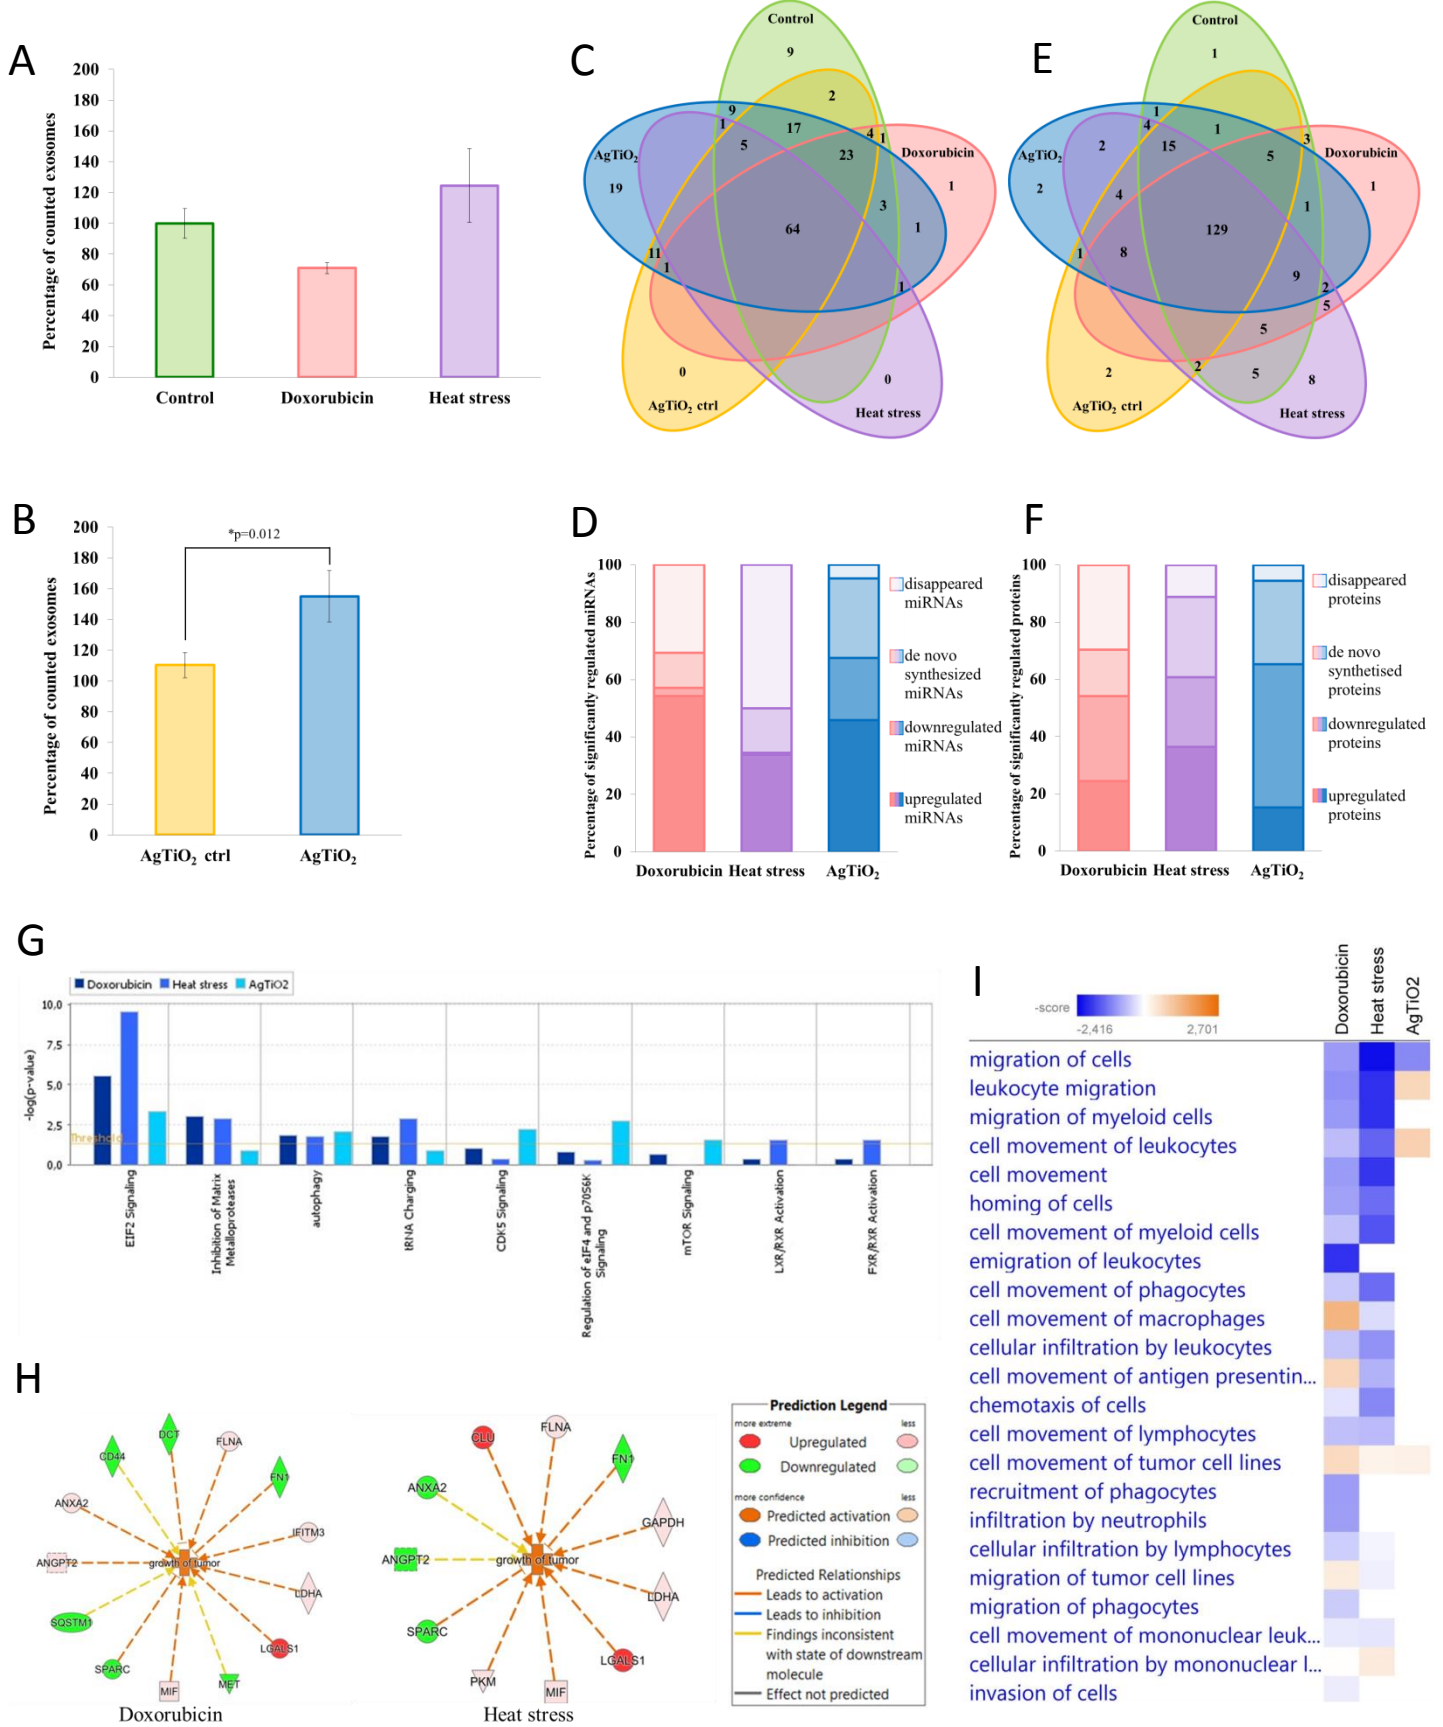 A
Percentage of counted exosomes
200
180
160
140
120
100
80
60
40
20
0
Control
Doxorubicin
Heat stress
B
Percentage of counted exosomes
200
180
160
140
120
100
80
60
40
20
0
*p=0.012
AgTiO2 ctrl
AgTiO2
C
Control
9
2
9
1
17
4
1
5
23
Doxorubicin
AgTiO2
19
1
3
1
64
11
1
1
0
0
AgTiO2 ctrl
Heat stress
E
Control
1
1
4
1
3
2
15
5
Doxorubicin
AgTiO2
2
1
4
1
129
1
8
9
2
5
5
2
5
2
8
AgTiO2 ctrl
Heat stress
D
Percentage of significantly regulated miRNAs
100
80
60
40
20
0
Doxorubicin
Heat stress
AgTiO2
disappeared
miRNAs
de novo
synthesized
miRNAs
downregulated
miRNAs
upregulated
miRNAs
F
Percentage of significantly regulated proteins
100
80
60
40
20
0
Doxorubicin
Heat stress
AgTiO2
disappeared
proteins
de novo
synthetised
proteins
downregulated
proteins
upregulated
proteins
G
Doxorubicin
Heat stress
AgTiO2
-log(p-value)
10,0
7,5
5,0
2,5
0,0
Threshold
EIF2 Signaling
Inhibition of Matrix
Metalloproteases
autophagy
tRNA Charging
CDK5 Signaling
Regulation of eIF4 and p70S6K
Signaling
mTOR Signaling
LXR/RXR Activation
FXR/RXR Activation
H
DCT
FLNA
CD44
FN1
ANXA2
IFITM3
ANGPT2
growth of tumor
LDHA
SQSTM1
LGALS1
SPARC
MIF
MET
Doxorubicin
CLU
FLNA
FN1
ANXA2
GAPDH
ANGPT2
growth of tumor
LDHA
SPARC
LGALS1
PKM
MIF
Heat stress
Prediction Legend
more extreme
less
Upregulated
Downregulated
more confidence
less
Predicted activation
Predicted inhibition
Predicted Relationships
Leads to activation
Leads to inhibition
Findings inconsistent
with state of downstream
molecule
Effect not predicted
I
-score
-2,416
2,701
Doxorubicin
Heat stress
AgTiO2
migration of cells
leukocyte migration
migration of myeloid cells
cell movement of leukocytes
cell movement
homing of cells
cell movement of myeloid cells
emigration of leukocytes
cell movement of phagocytes
cell movement of macrophages
cellular infiltration by leukocytes
cell movement of antigen presentin...
chemotaxis of cells
cell movement of lymphocytes
cell movement of tumor cell lines
recruitment of phagocytes
infiltration by neutrophils
cellular infiltration by lymphocytes
migration of tumor cell lines
migration of phagocytes
cell movement of mononuclear leuk...
cellular infiltration by mononuclear l...
invasion of cells